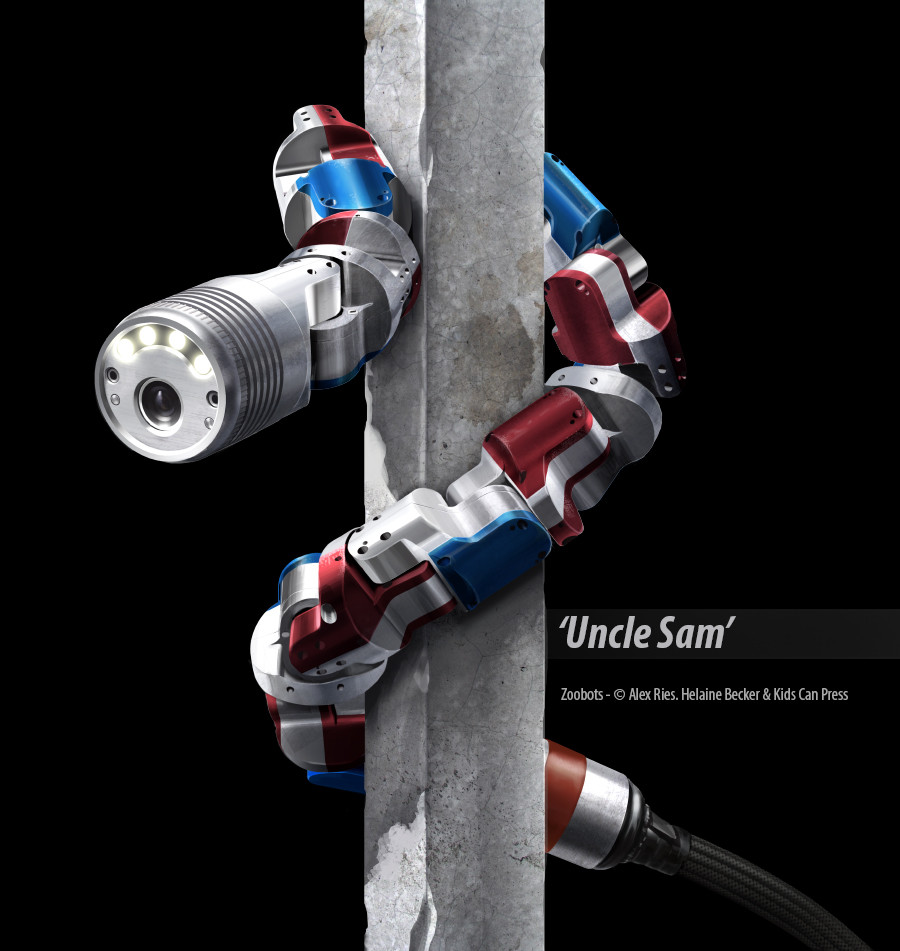 ‘Uncle Sam’
Zoobots - © Alex Ries. Helaine Becker & Kids Can Press